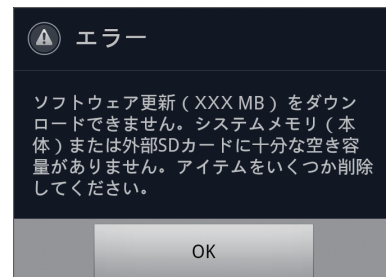 エラー
ソフトウェア更新（XXX MB）をダウン
ロードできません。システムメモリ（本
体）または外部SDカードに十分な空き容
量がありません。アイテムをいくつか削除
してください。
OK